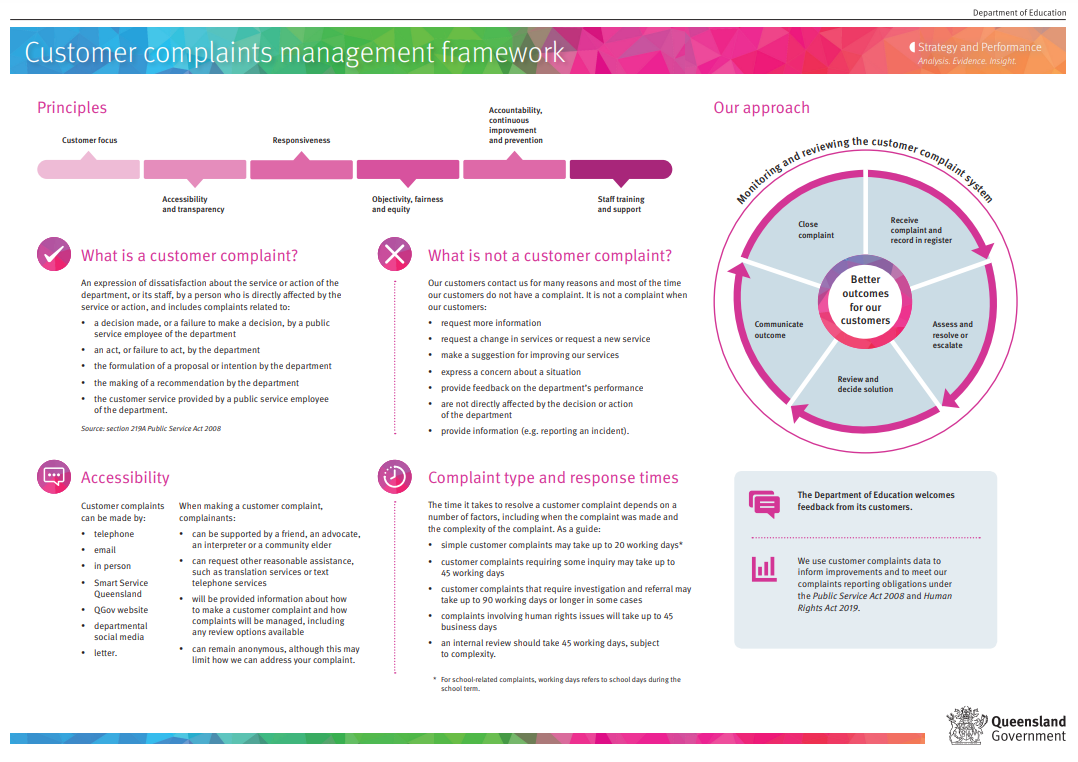 Department of Education
Customer complaints management framework
Strategy and Performance
Analysis. Evidence. Insight.
Principles
Customer focus
Accessibility
and transparency
Responsiveness
Objectivity, fairness
and equity
Accountability,
continuous
improvement
and prevention
Staff training
and support
What is a customer complaint?
An expression of dissatisfaction about the service or action of the
department, or its staff, by a person who is directly affected by the
service or action, and includes complaints related to:
• a decision made, or a failure to make a decision, by a public
service employee of the department
• an act, or failure to act, by the department
• the formulation of a proposal or intention by the department
• the making of a recommendation by the department
• the customer service provided by a public service employee
of the department.
Source: section 219A Public Service Act 2008
What is not a customer complaint?
Our customers contact us for many reasons and most of the time
our customers do not have a complaint. It is not a complaint when
our customers:
• request more information
• request a change in services or request a new service
• make a suggestion for improving our services
• express a concern about a situation
• provide feedback on the department's performance
• are not directly affected by the decision or action
of the department
• provide information (e.g. reporting an incident).
Accessibility
Customer complaints
can be made by:
• telephone
• email
• in person
• Smart Service
Queensland
• QGov website
• departmental
social media
• letter.
When making a customer complaint,
complainants:
• can be supported by a friend, an advocate,
an interpreter or a community elder
• can request other reasonable assistance,
such as translation services or text
telephone services
• will be provided information about how
to make a customer complaint and how
complaints will be managed, including
any review options available
• can remain anonymous, although this may
limit how we can address your complaint.
Complaint type and response times
The time it takes to resolve a customer complaint depends on a
number of factors, including when the complaint was made and
the complexity of the complaint. As a guide:
• simple customer complaints may take up to 20 working days*
• customer complaints requiring some inquiry may take up to
45 working days
• customer complaints that require investigation and referral may
take up to 90 working days or longer in some cases
• complaints involving human rights issues will take up to 45
business days
• an internal review should take 45 working days, subject
to complexity.
* For school-related complaints, working days refers to school days during the
school term.
Our approach
Monitoring and reviewing the customer complaint system
Receive
complaint and
record in register
Assess and
resolve or
escalate
Review and
decide solution
Communicate
outcome
Close
complaint
Better
outcomes
for our
customers
The Department of Education welcomes
feedback from its customers.
We use customer complaints data to
inform improvements and to meet our
complaints reporting obligations under
the Public Service Act 2008 and Human
Rights Act 2019.
Queensland
Government